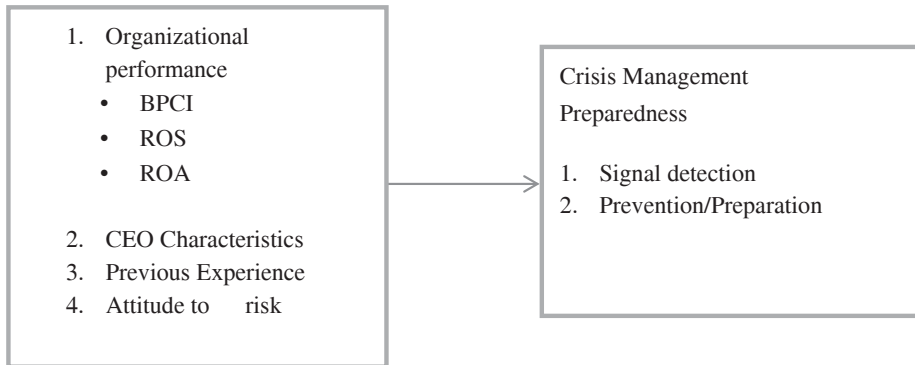 1. Organizational
performance
• BPCI
• ROS
• ROA
2. CEO Characteristics
3. Previous Experience
4. Attitude to risk
Crisis Management
Preparedness
1. Signal detection
2. Prevention/Preparation